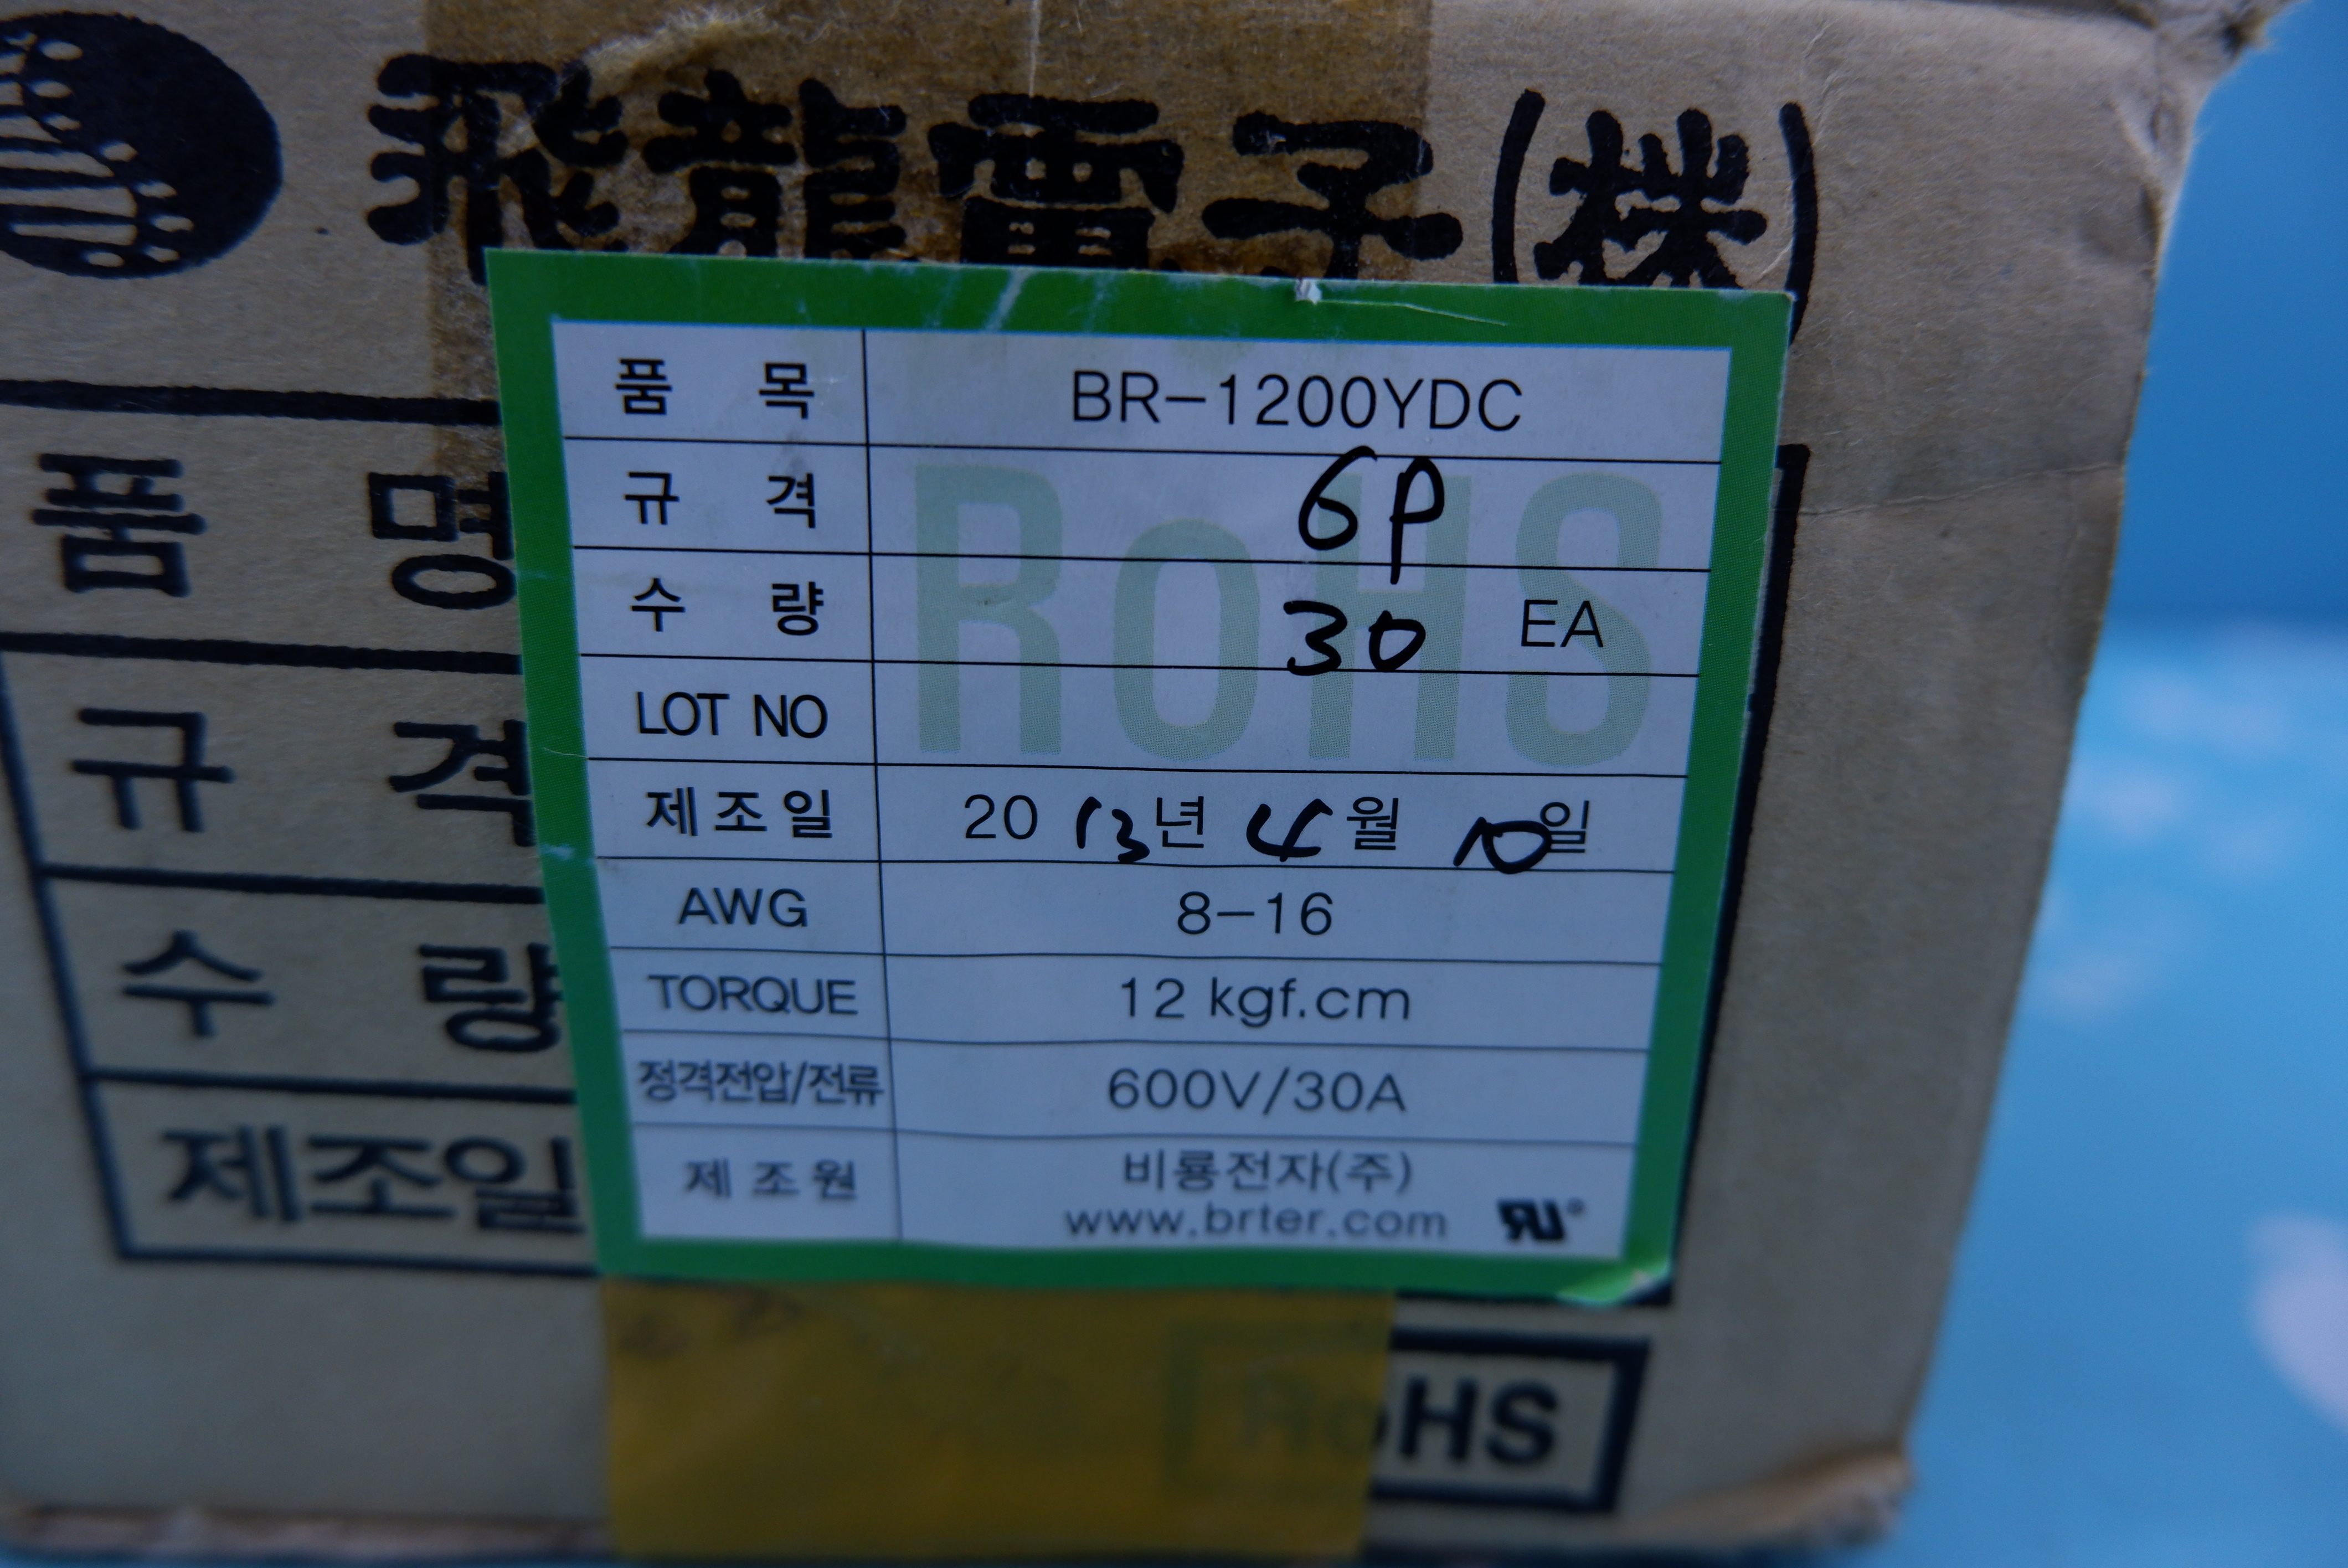 飛龍電子(株)
품 목 BR-1200YDC
규 격 6P
수 량 30 EA
LOT NO
제조일 2013년 4월 10일
AWG 8-16
TORQUE 12 kgf.cm
정격전압/전류 600V/30A
제조원 비룡전자(주)
www.brter.com
RoHS
품 명
규 격
수 량
제조일
RoHS